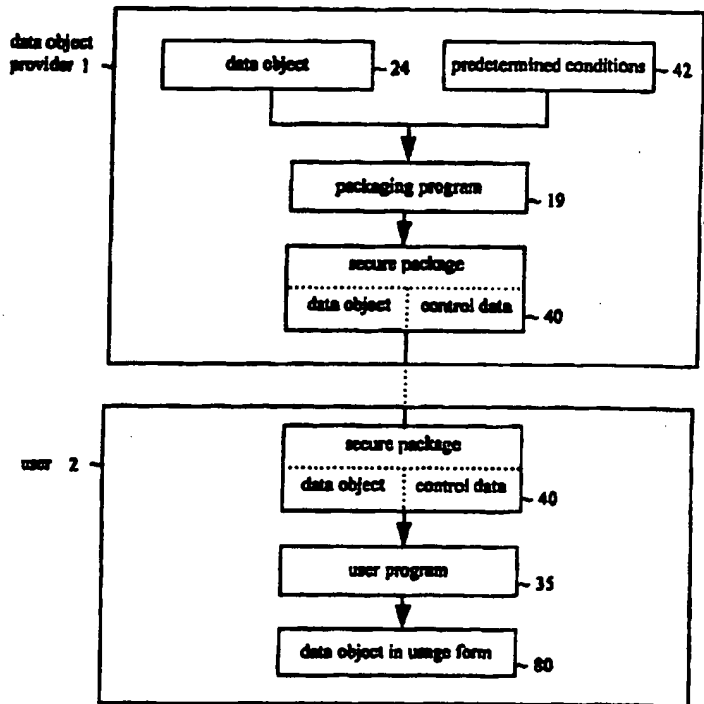 data object
provider 1
data object
24
predetermined conditions
42
packaging program
19
secure package
data object
control data
40
user 2
secure package
data object
control data
40
user program
35
data object in usage form
80